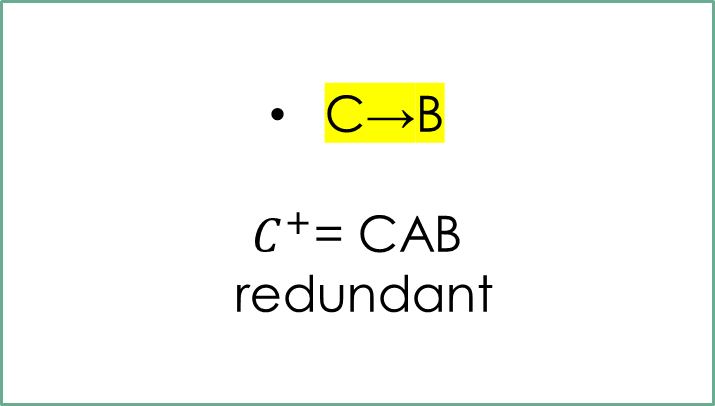 • C→B
C⁺= CAB
redundant